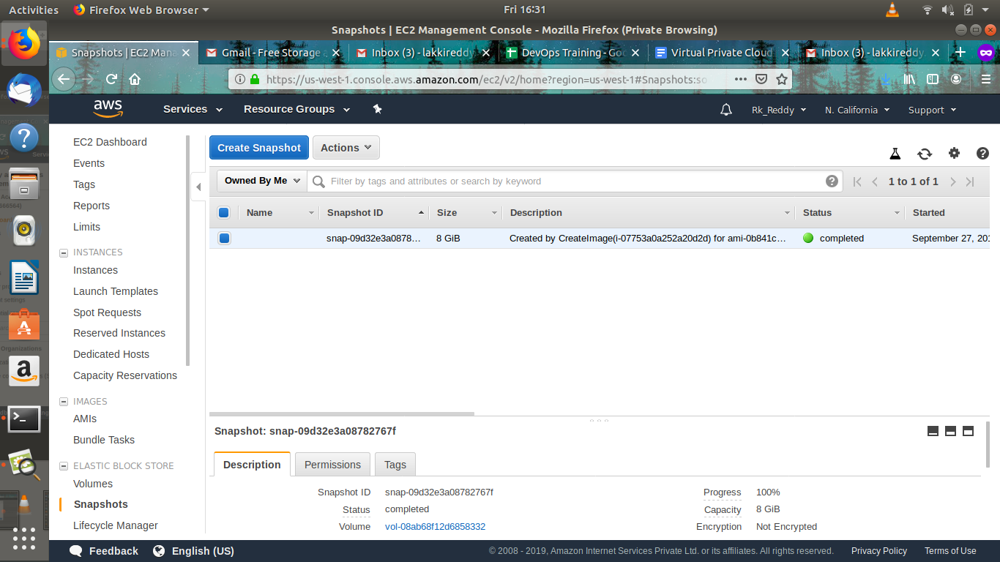 Activities Firefox Web Browser Fri 16:31
Snapshots | EC2 Management Console - Mozilla Firefox (Private Browsing)
Snapshots | EC2 Mana Gmail - Free Storage a Inbox (3) - lakkireddy Dev0ps Training - Goo Virtual Private Cloud Inbox (3) - lakkireddy.
https://us-west-1.console.aws.amazon.com/ec2/v2/home?region=us-west-1#Snapshots:so
aws Services Resource Groups Rk_Reddy N. California Support
EC2 Dashboard
Events
Tags
Reports
Limits
INSTANCES
Instances
Launch Templates
Spot Requests
Reserved Instances
Dedicated Hosts
Capacity Reservations
IMAGES
AMIs
Bundle Tasks
ELASTIC BLOCK STORE
Volumes
Snapshots
Lifecycle Manager
Create Snapshot Actions
Owned By Me Filter by tags and attributes or search by keyword 1 to 1 of 1
Name Snapshot ID Size Description Status Started
snap-09d32e3a0878... 8 GiB Created by CreateImage(i-07753a0a252a20d2d) for ami-0b841c... completed September 27, 201
Snapshot: snap-09d32e3a08782767f
Description Permissions Tags
Snapshot ID snap-09d32e3a08782767f Progress 100%
Status completed Capacity 8 GiB
Volume vol-08ab68f12d6858332 Encryption Not Encrypted
Feedback English (US) © 2008 - 2019, Amazon Internet Services Private Ltd. or its affiliates. All rights reserved. Privacy Policy Terms of Use